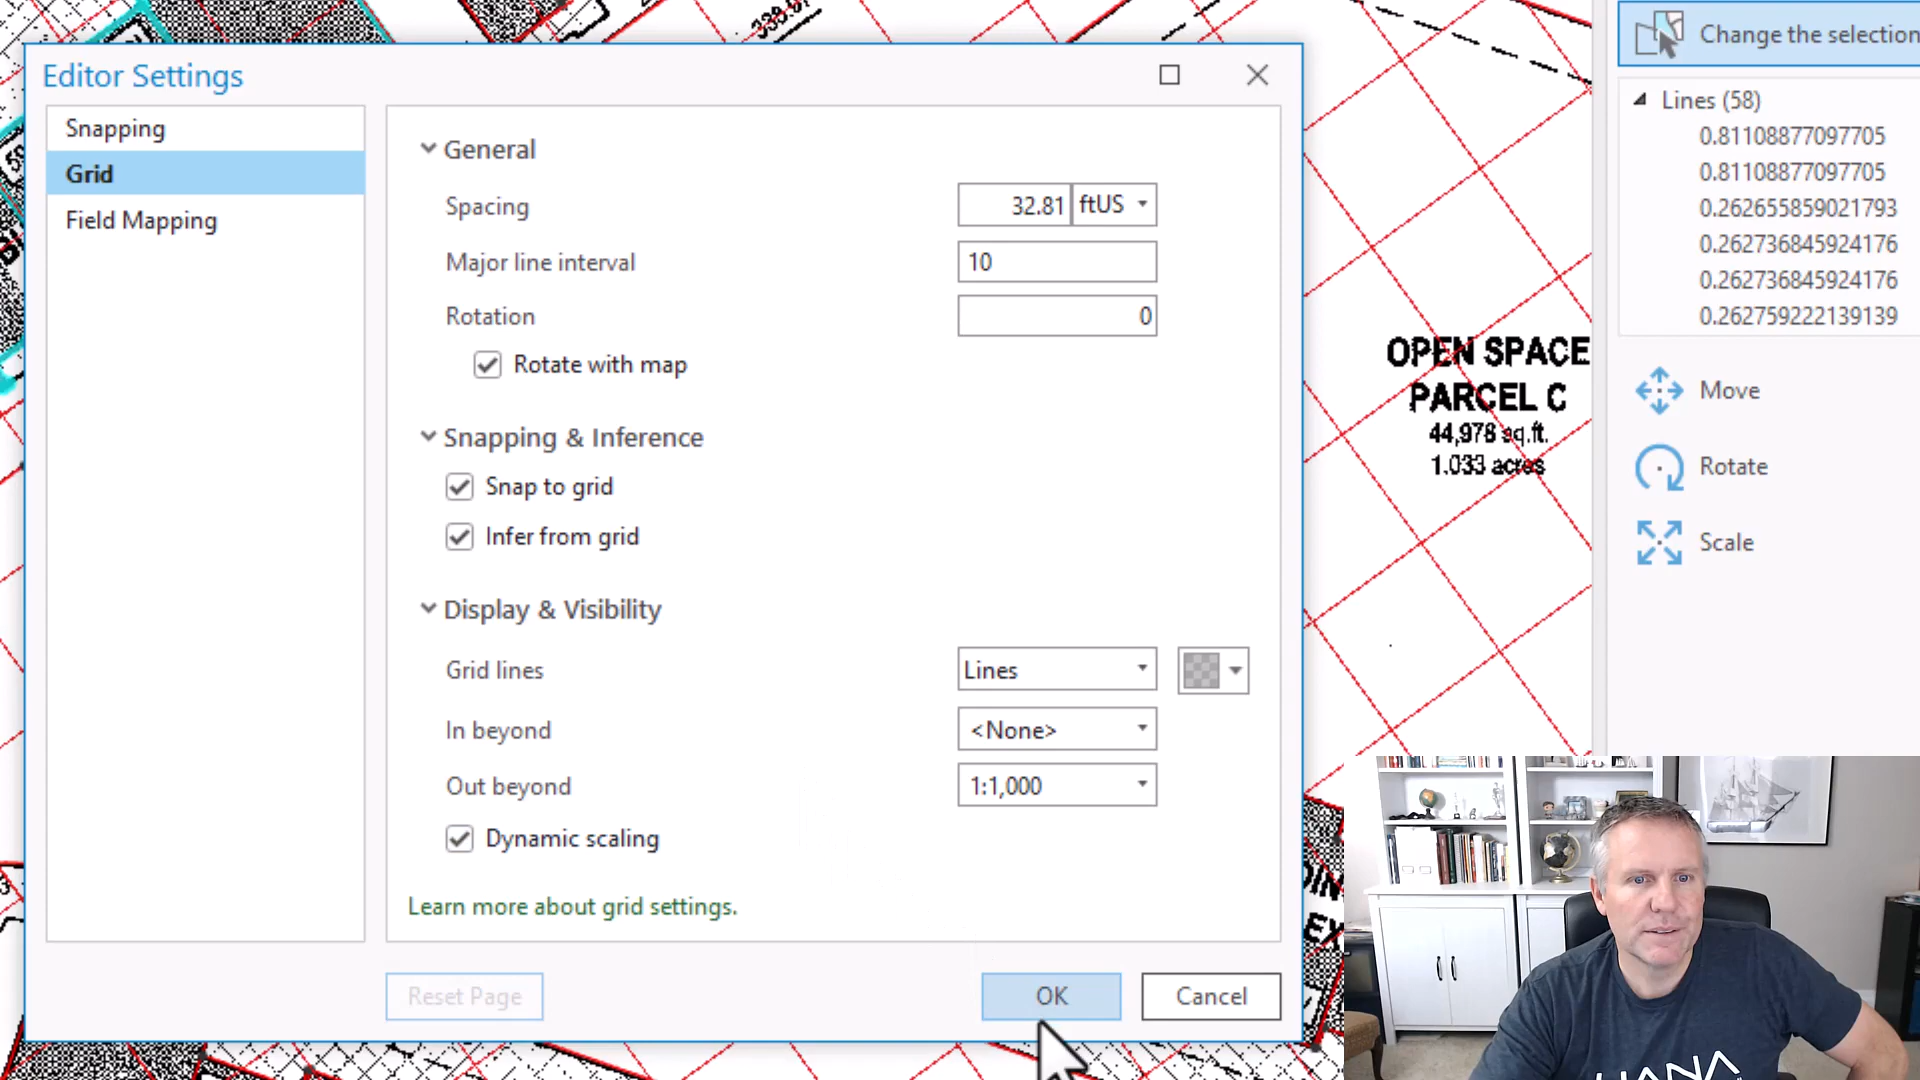 Editor Settings
Snapping
Grid
Field Mapping
General
Spacing
32.81 ftUS
Major line interval
10
Rotation
0
Rotate with map
Snapping & Inference
Snap to grid
Infer from grid
Display & Visibility
Grid lines
Lines
In beyond
<None>
Out beyond
1:1,000
Dynamic scaling
Learn more about grid settings.
Reset Page
OK
Cancel
OPEN SPACE
PARCEL C
44,978 sq.ft.
1.033 acres
Change the selection
Lines (58)
0.81108877097705
0.81108877097705
0.262655859021793
0.262736845924176
0.262736845924176
0.262759222139139
Move
Rotate
Scale